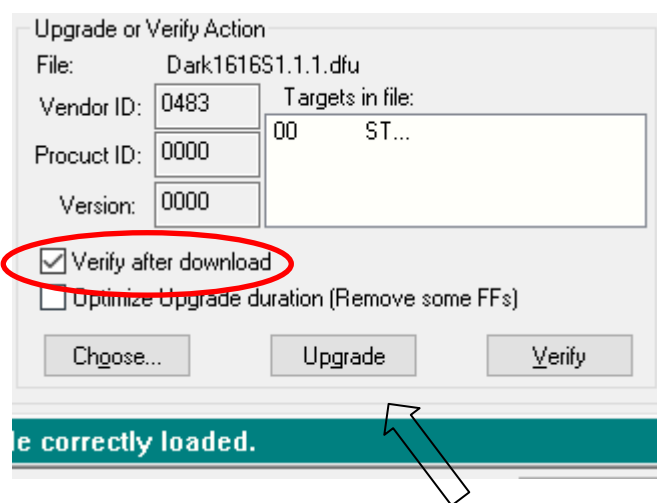 Upgrade or Verify Action
File: Dark1616S1.1.1.dfu
Vendor ID: 0483
Targets in file:
00 ST...
Procuct ID: 0000
Version: 0000
Verify after download
Optimize Upgrade duration (Remove some FFs)
Choose... Upgrade Verify
le correctly loaded.